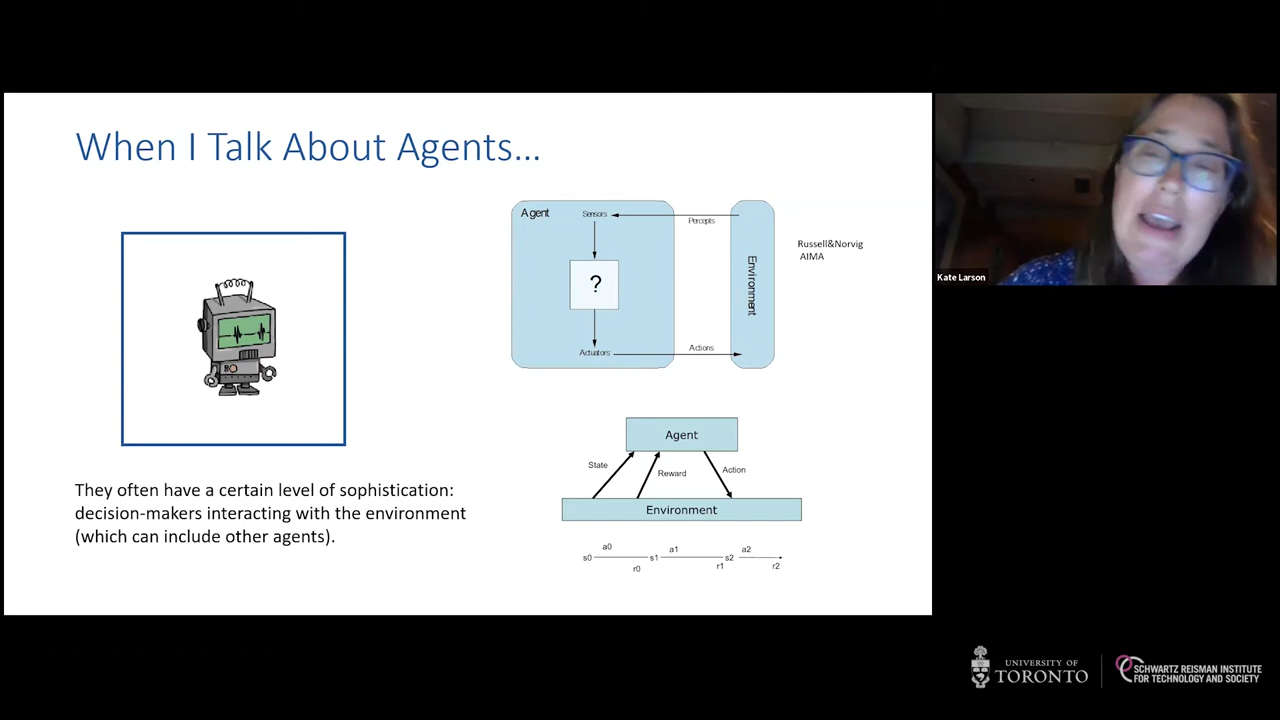 When I Talk About Agents...
Agent
Sensors
Percepts
?
Environment
Actuators
Actions
Russell&Norvig
AIMA
Kate Larson
Agent
State
Reward
Action
Environment
They often have a certain level of sophistication:
decision-makers interacting with the environment
(which can include other agents).
a0
a1
a2
s0
s1
s2
r0
r1
r2
UNIVERSITY OF
TORONTO
SCHWARTZ REISMAN INSTITUTE
FOR TECHNOLOGY AND SOCIETY